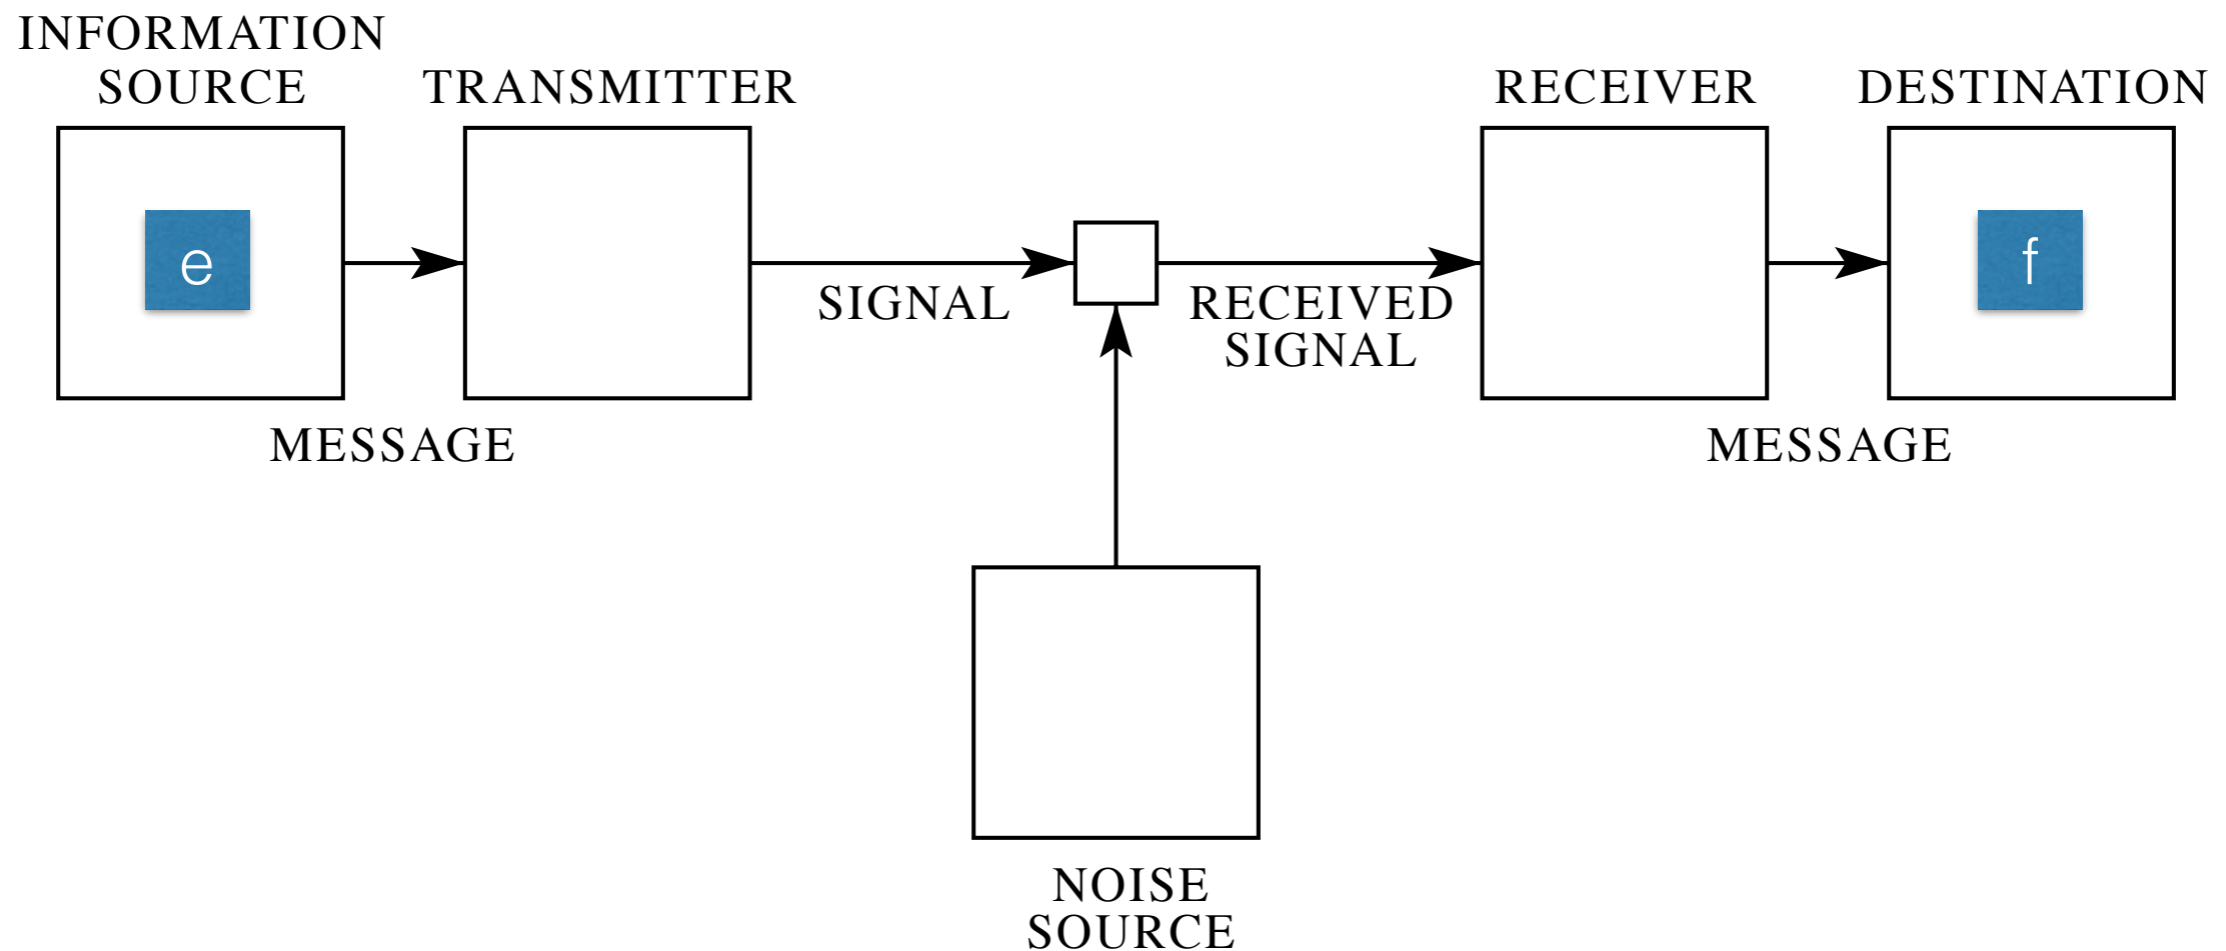 INFORMATION
SOURCE
TRANSMITTER
RECEIVER
DESTINATION
e
f
SIGNAL
RECEIVED
SIGNAL
MESSAGE
MESSAGE
NOISE
SOURCE